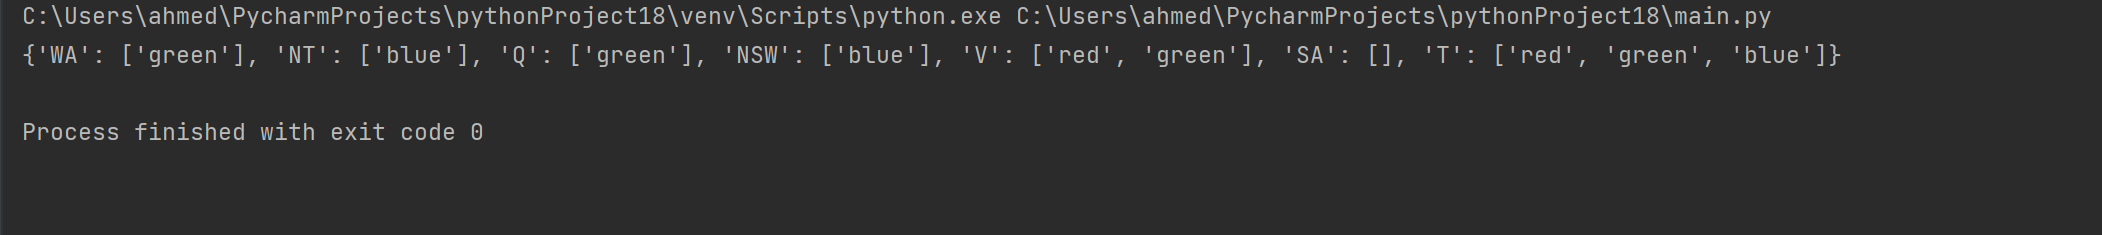 C:\Users\ahmed\PycharmProjects\pythonProject18\venv\Scripts\python.exe C:\Users\ahmed\PycharmProjects\pythonProject18\main.py
{'WA': ['green'], 'NT': ['blue'], 'Q': ['green'], 'NSW': ['blue'], 'V': ['red', 'green'], 'SA': [], 'T': ['red', 'green', 'blue']}
Process finished with exit code 0